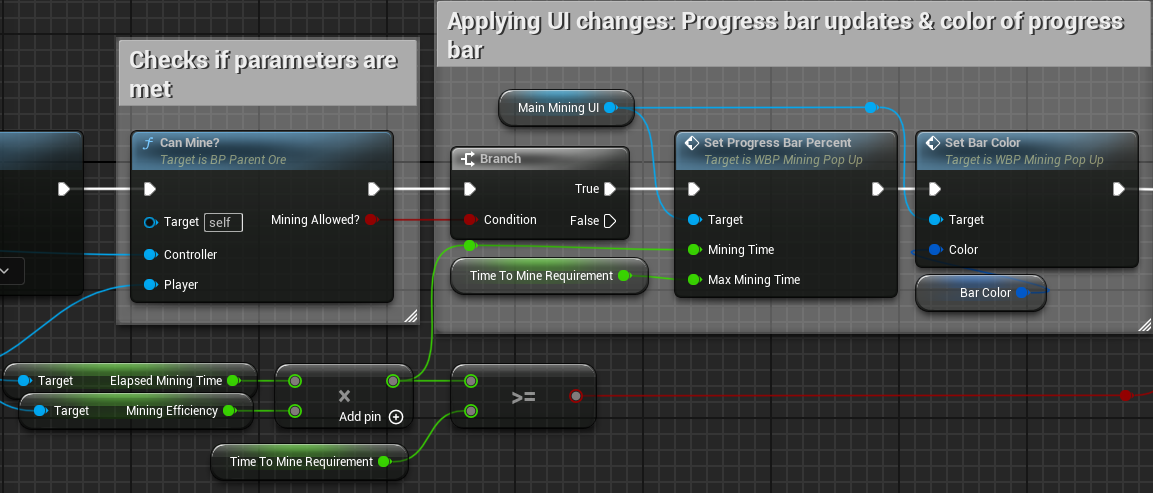 Applying UI changes: Progress bar updates & color of progress
bar
Checks if parameters are
met
Main Mining UI
f Can Mine?
Target is BP Parent Ore
Target self
Mining Allowed?
Controller
Player
Branch
True
Condition
False
Time To Mine Requirement
Set Progress Bar Percent
Target is WBP Mining Pop Up
Target
Mining Time
Max Mining Time
Set Bar Color
Target is WBP Mining Pop Up
Target
Color
Bar Color
Target Elapsed Mining Time
Target Mining Efficiency
×
Add pin
>=
Time To Mine Requirement